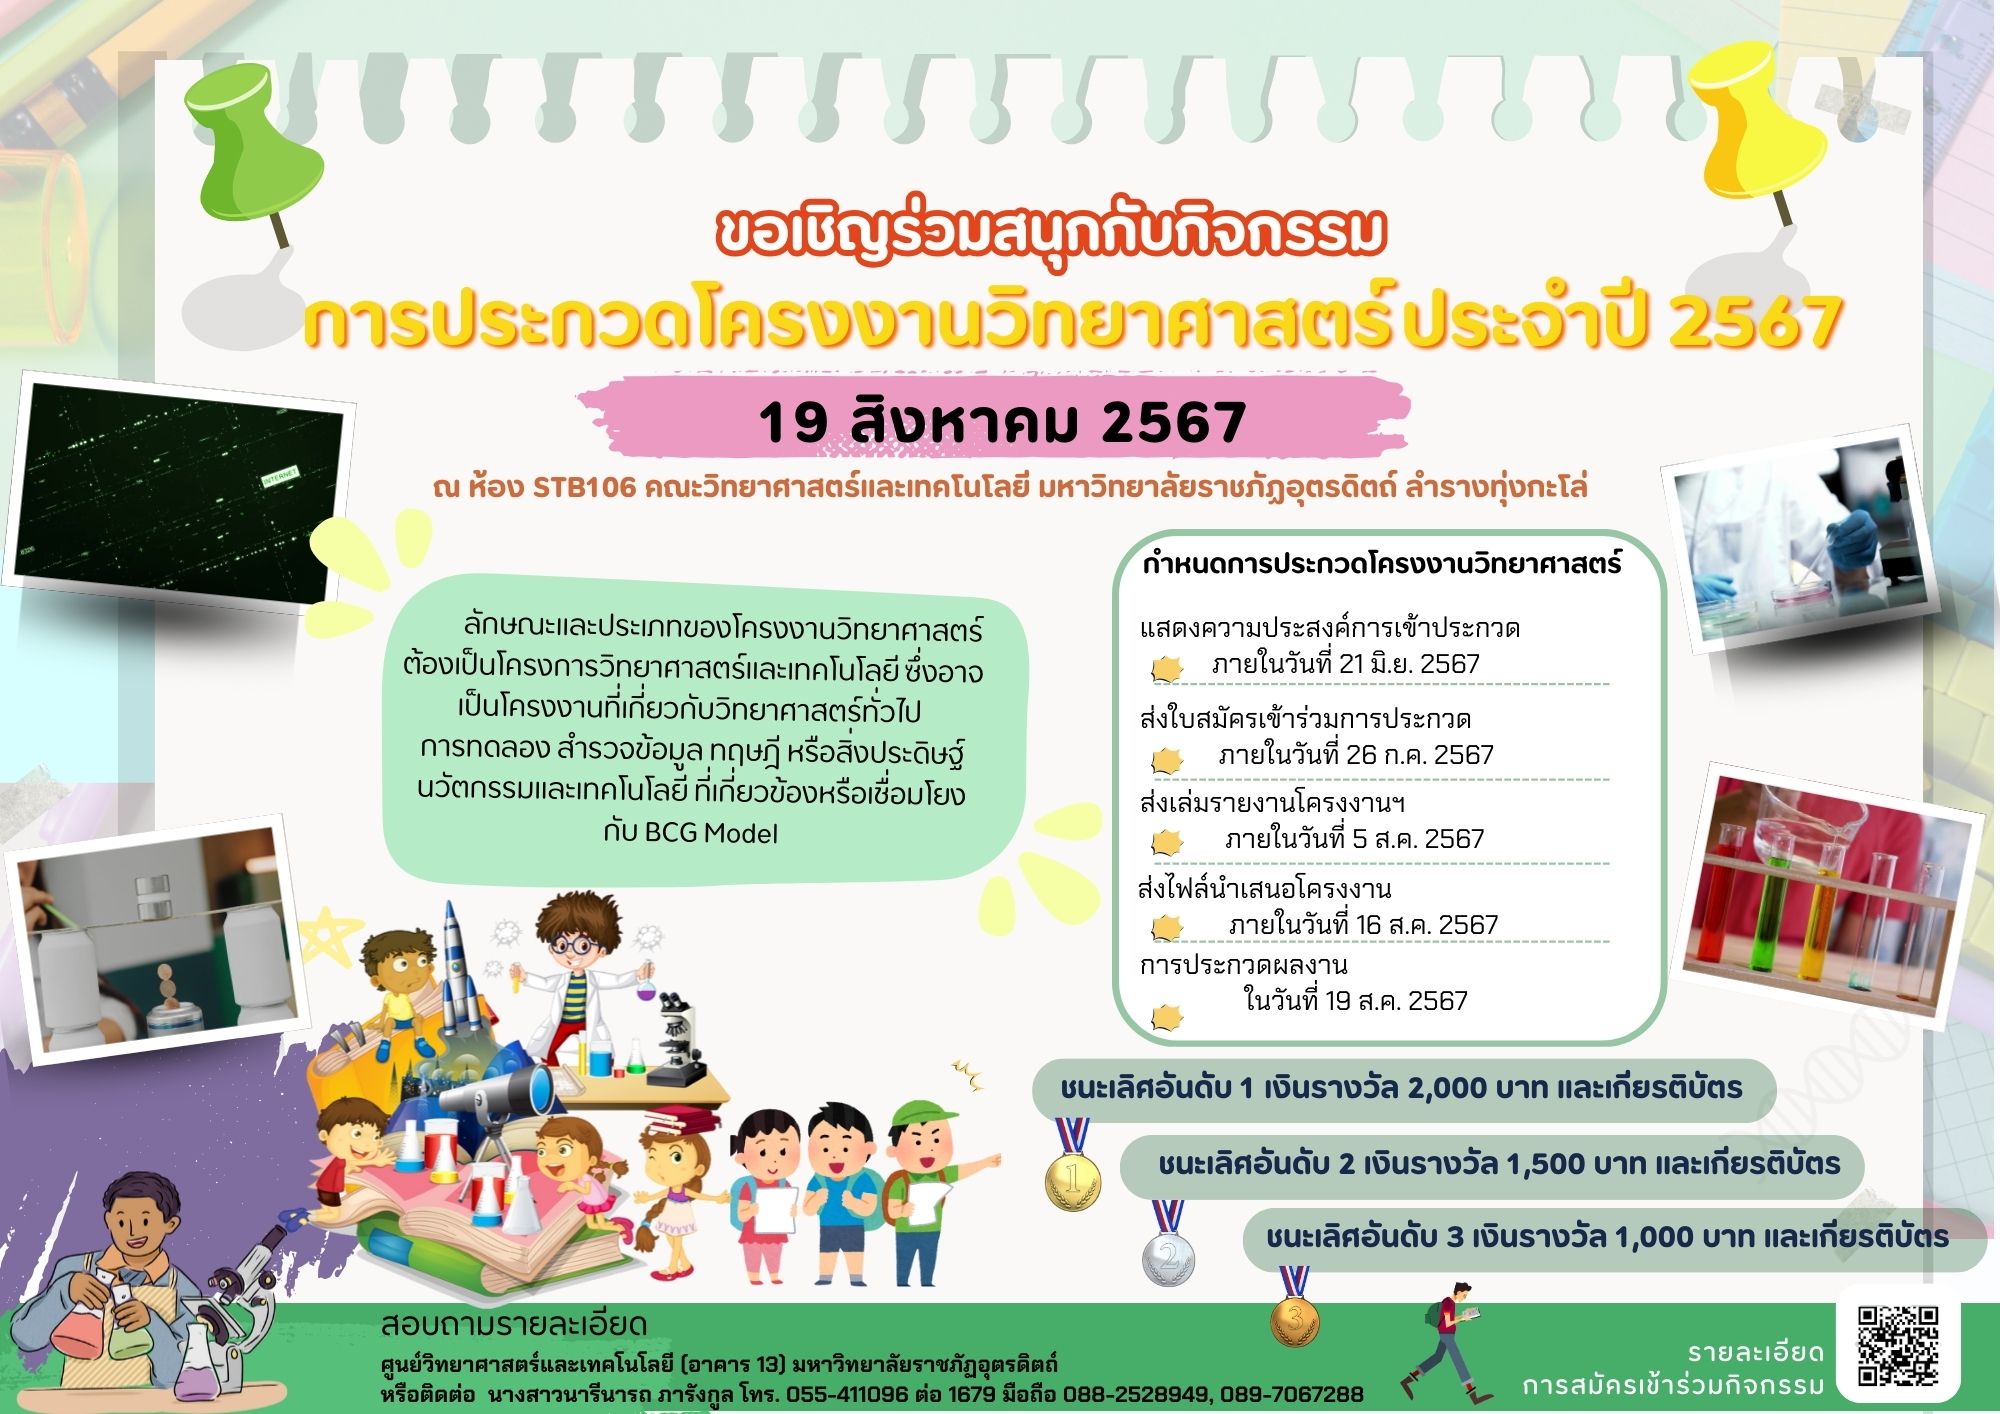 ขอเชิญร่วมสนุกกับกิจกรรม
การประกวดโครงงานวิทยาศาสตร์ ประจำปี 2567
19 สิงหาคม 2567
ณ ห้อง STB106 คณะวิทยาศาสตร์และเทคโนโลยี มหาวิทยาลัยราชภัฏอุตรดิตถ์ ลำรางทุ่งกะโล่
INTERNET
8320
ลักษณะและประเภทของโครงงานวิทยาศาสตร์
ต้องเป็นโครงการวิทยาศาสตร์และเทคโนโลยี ซึ่งอาจ
เป็นโครงงานที่เกี่ยวกับวิทยาศาสตร์ทั่วไป
การทดลอง สำรวจข้อมูล ทฤษฎี หรือสิ่งประดิษฐ์
นวัตกรรมและเทคโนโลยี ที่เกี่ยวข้องหรือเชื่อมโยง
กับ BCG Model
กำหนดการประกวดโครงงานวิทยาศาสตร์
แสดงความประสงค์การเข้าประกวด
ภายในวันที่ 21 มิ.ย. 2567
ส่งใบสมัครเข้าร่วมการประกวด
ภายในวันที่ 26 ก.ค. 2567
ส่งเล่มรายงานโครงงานฯ
ภายในวันที่ 5 ส.ค. 2567
ส่งไฟล์นำเสนอโครงงาน
ภายในวันที่ 16 ส.ค. 2567
การประกวดผลงาน
ในวันที่ 19 ส.ค. 2567
ชนะเลิศอันดับ 1 เงินรางวัล 2,000 บาท และเกียรติบัตร
1
ชนะเลิศอันดับ 2 เงินรางวัล 1,500 บาท และเกียรติบัตร
2
ชนะเลิศอันดับ 3 เงินรางวัล 1,000 บาท และเกียรติบัตร
3
สอบถามรายละเอียด
ศูนย์วิทยาศาสตร์และเทคโนโลยี (อาคาร 13) มหาวิทยาลัยราชภัฏอุตรดิตถ์
หรือติดต่อ นางสาวนารีนารถ ภารังกูล โทร. 055-411096 ต่อ 1679 มือถือ 088-2528949, 089-7067288
รายละเอียด
การสมัครเข้าร่วมกิจกรรม